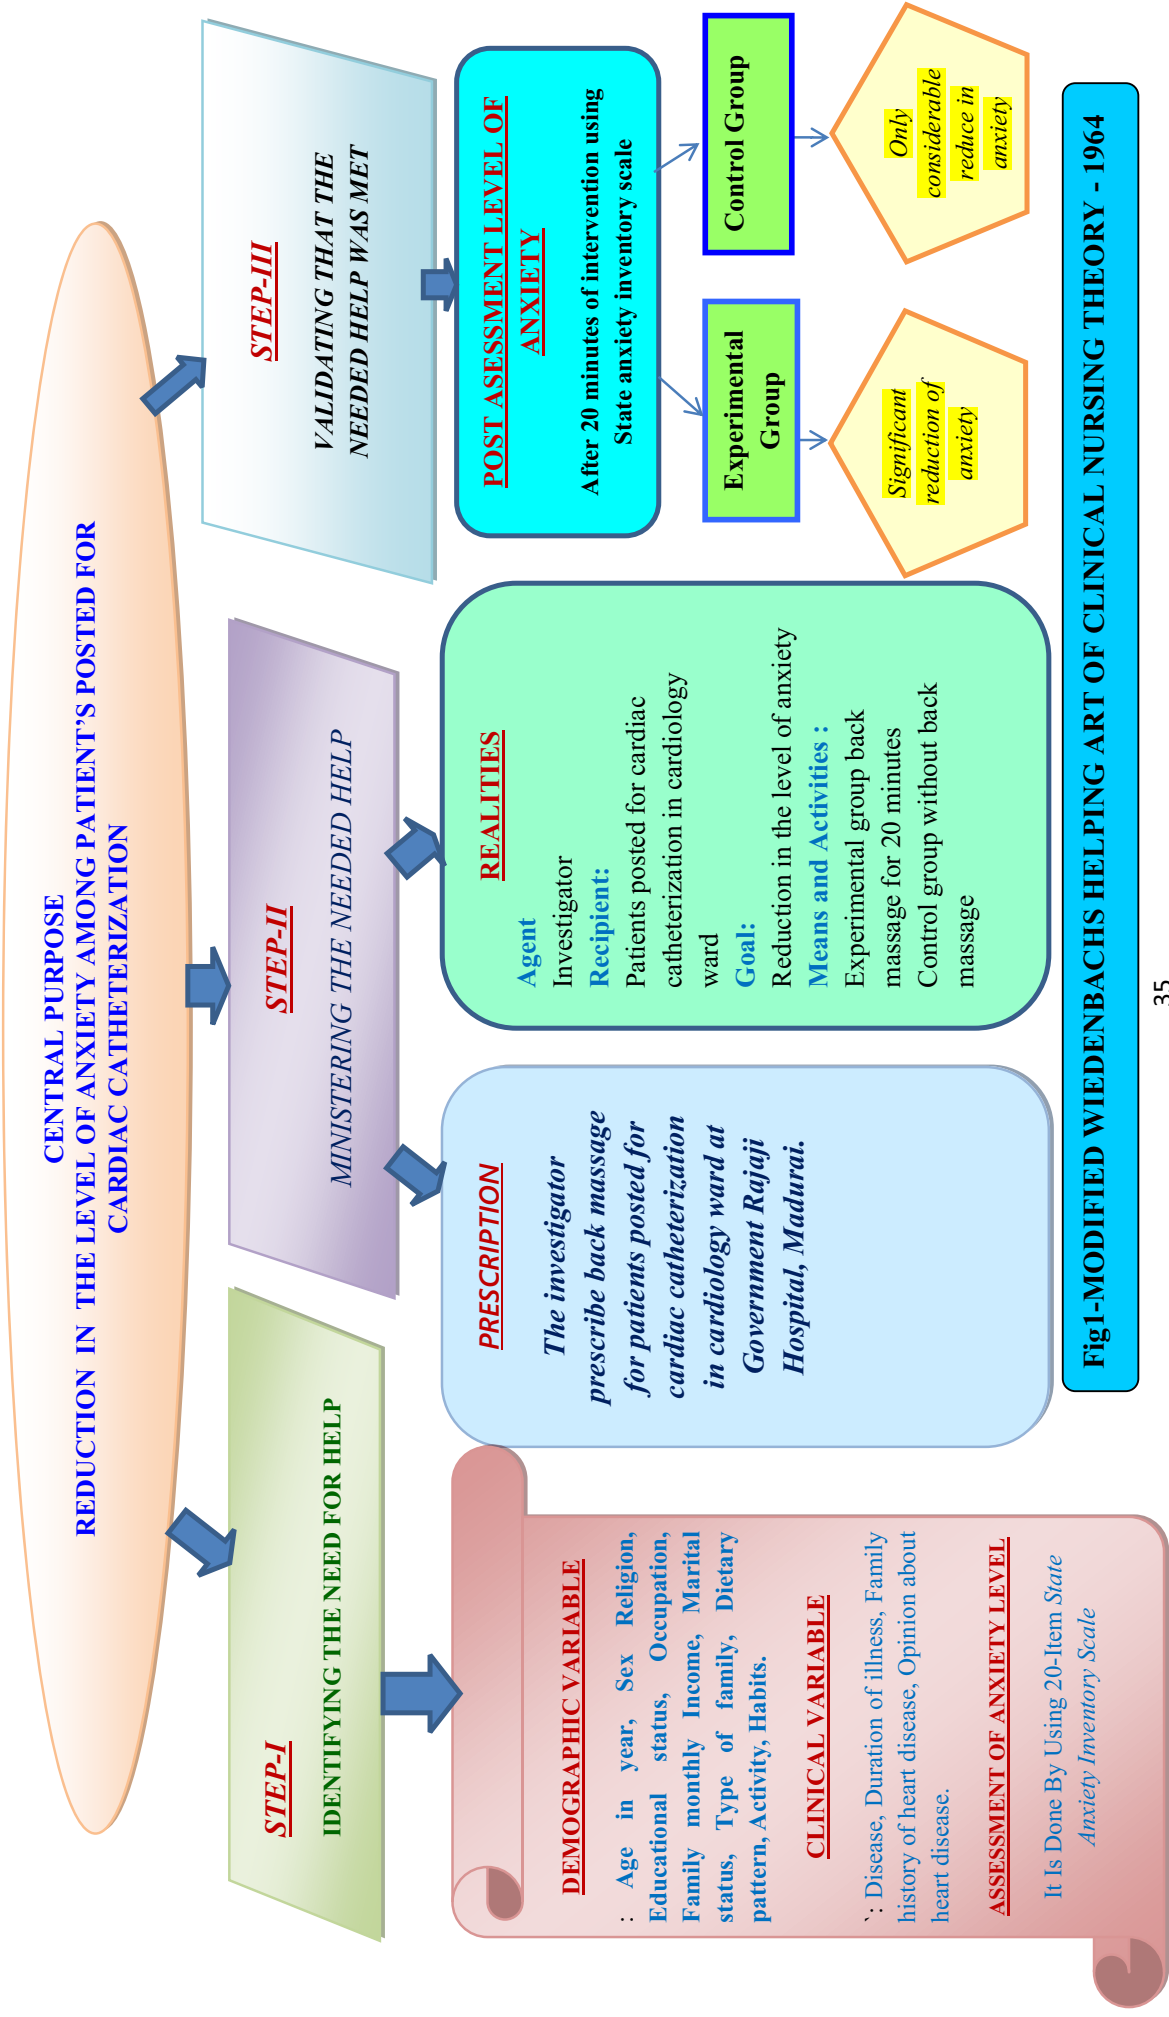 CENTRAL PURPOSE
REDUCTION IN THE LEVEL OF ANXIETY AMONG PATIENT’S POSTED FOR
CARDIAC CATHETERIZATION
STEP-I
IDENTIFYING THE NEED FOR HELP
DEMOGRAPHIC VARIABLE
: Age in year, Sex Religion,
Educational status, Occupation,
Family monthly Income, Marital
status, Type of family, Dietary
pattern, Activity, Habits.
CLINICAL VARIABLE
`: Disease, Duration of illness, Family
history of heart disease, Opinion about
heart disease.
ASSESSMENT OF ANXIETY LEVEL
It Is Done By Using 20-Item State
Anxiety Inventory Scale
STEP-II
MINISTERING THE NEEDED HELP
PRESCRIPTION
The investigator
prescribe back massage
for patients posted for
cardiac catheterization
in cardiology ward at
Government Rajaji
Hospital, Madurai.
REALITIES
Agent
Investigator
Recipient:
Patients posted for cardiac
catheterization in cardiology
ward
Goal:
Reduction in the level of anxiety
Means and Activities :
Experimental group back
massage for 20 minutes
Control group without back
massage
STEP-III
VALIDATING THAT THE
NEEDED HELP WAS MET
POST ASESSMENT LEVEL OF
ANXIETY
After 20 minutes of intervention using
State anxiety inventory scale
Experimental
Group
Significant
reduction of
anxiety
Control Group
Only
considerable
reduce in
anxiety
Fig1-MODIFIED WIEDENBACHS HELPING ART OF CLINICAL NURSING THEORY - 1964
35